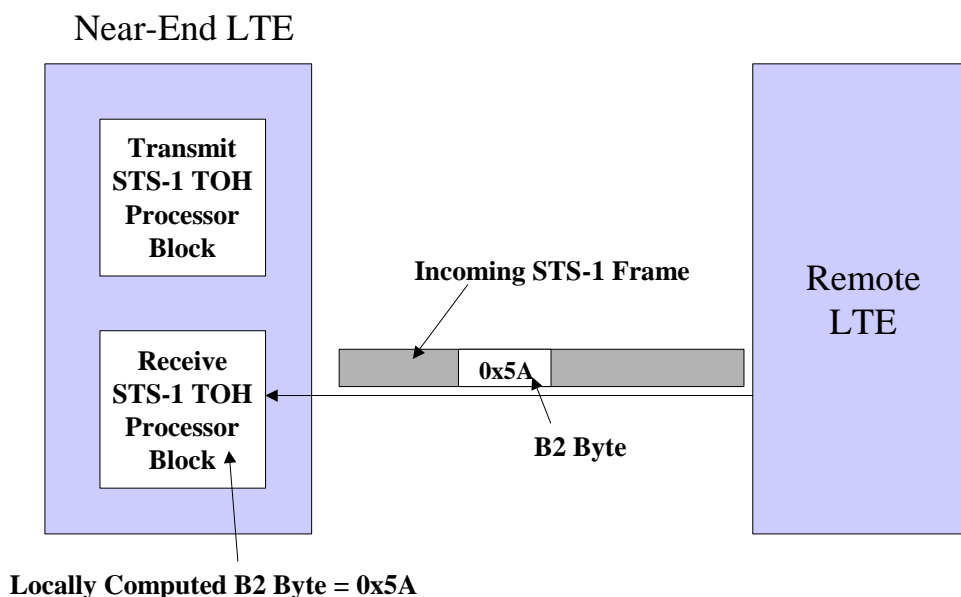 Near-End LTE
Transmit
STS-1 TOH
Processor
Block
Incoming STS-1 Frame
Remote
LTE
Receive
STS-1 TOH
Processor
Block
0x5A
B2 Byte
Locally Computed B2 Byte = 0x5A